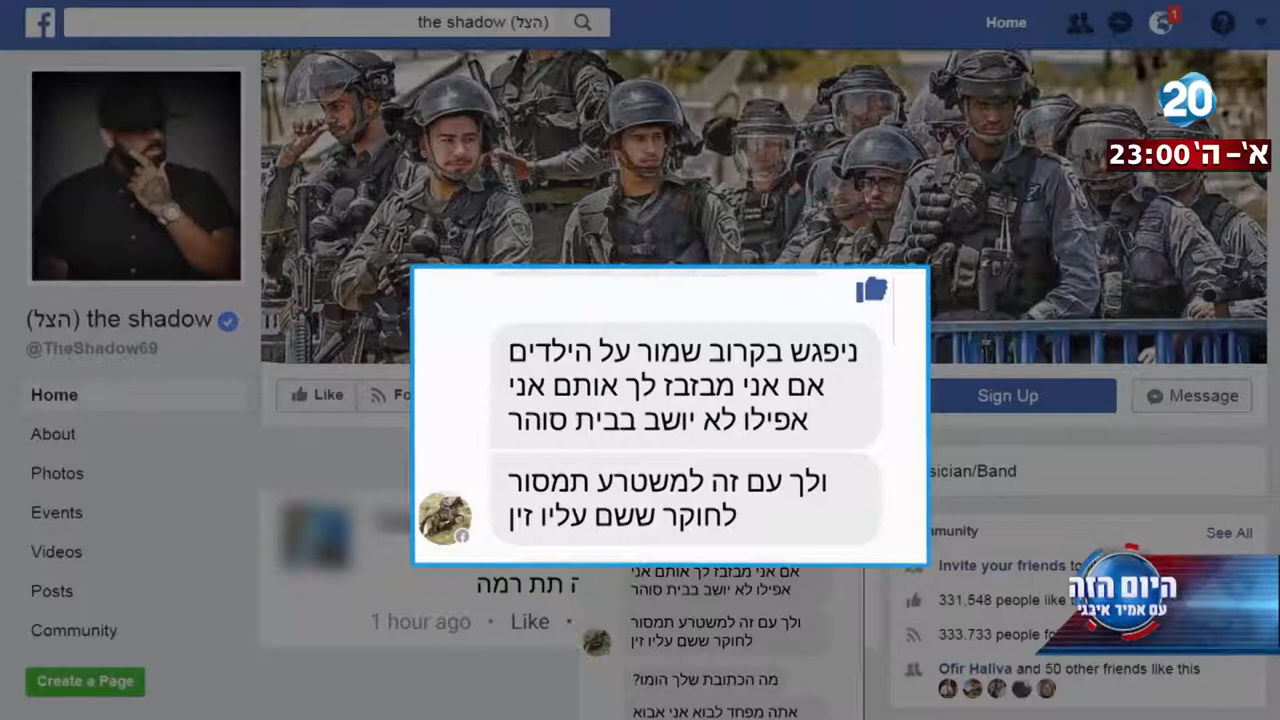 the shadow (הצל)
Home
1
20
א'-ה' 23:00
(הצל) the shadow
@TheShadow69
Home
About
Photos
Events
Videos
Posts
Community
Create a Page
Like
Sign Up
Message
ניפגש בקרוב שמור על הילדים
אם אני מבזבז לך אותם אני
אפילו לא יושב בבית סוהר
ולך עם זה למשטרע תמסור
לחוקר ששם עליו זין
ה תת רמה
1 hour ago • Like •
אם אני מבזבז לך אותם אני
אפילו לא יושב בבית סוהר
ולך עם זה למשטרע תמסור
לחוקר ששם עליו זין
מה הכתובת שלך הומו?
אתה מפחד לבוא אני אבוא
See All
Invite your friends
331,548 people like
333,733 people
Ofir Haliva and 50 other friends like this
היום הזה
עם אמיר איבגי